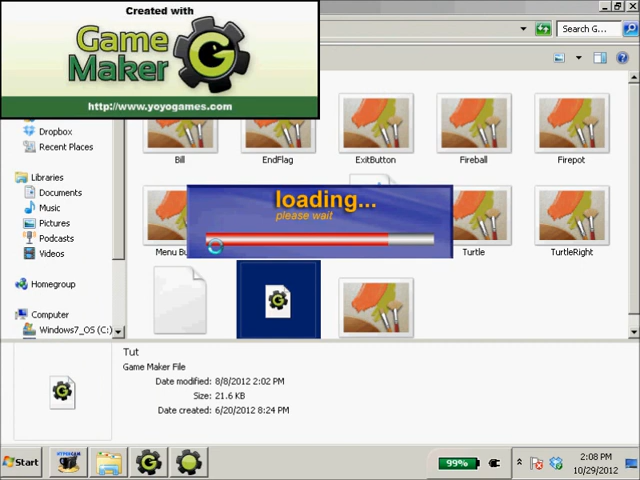 Created with
Game
Maker
http://www.yoyogames.com
Search G...
Dropbox
Recent Places
Libraries
Documents
Music
Pictures
Podcasts
Videos
Homegroup
Computer
Windows7_OS (C:)
Bill
EndFlag
ExitButton
Fireball
Firepot
loading...
please wait
Menu Bu
Turtle
TurtleRight
Tut
Game Maker File
Date modified: 8/8/2012 2:02 PM
Size: 21.6 KB
Date created: 6/20/2012 8:24 PM
Start
HYPERCAM
99%
2:08 PM
10/29/2012